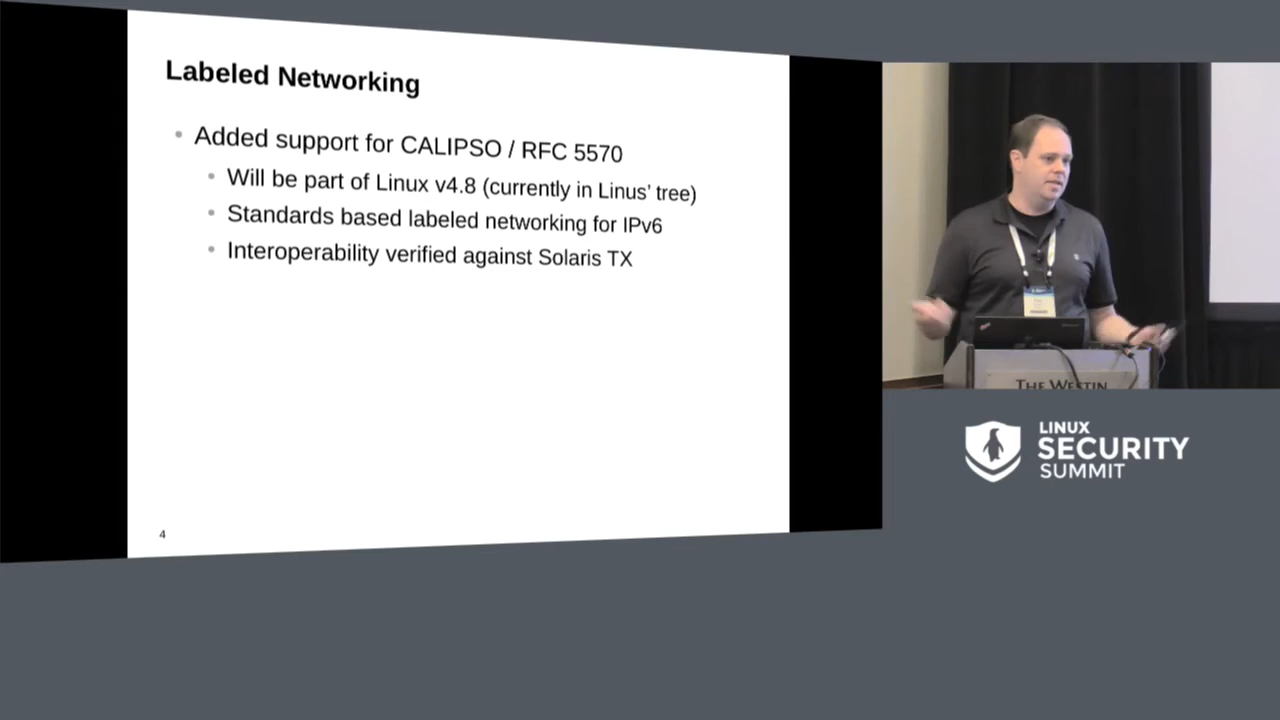 Labeled Networking
Added support for CALIPSO / RFC 5570
Will be part of Linux v4.8 (currently in Linus’ tree)
Standards based labeled networking for IPv6
Interoperability verified against Solaris TX
4
THE WESTIN
LINUX
SECURITY
SUMMIT